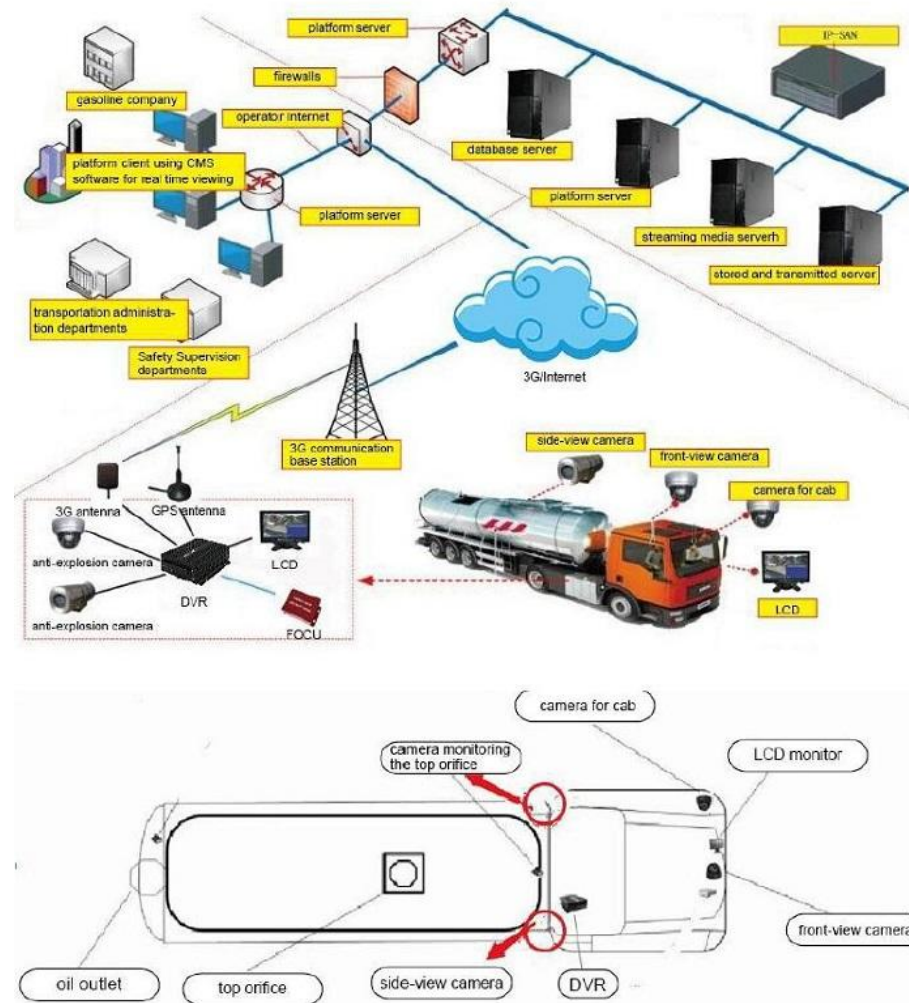 platform server
IP-SAN
firewalls
gasoline company
operator Internet
database server
platform client using CMS
software for real time viewing
platform server
platform server
streaming media serverh
stored and transmitted server
transportation administra-
tion departments
Safety Supervision
departments
3G/Internet
3G communication
base station
side-view camera
front-view camera
camera for cab
3G antenna
GPS antenna
LCD
anti-explosion camera
DVR
anti-explosion camera
FOCU
LCD
camera for cab
camera monitoring
the top orifice
LCD monitor
front-view camera
oil outlet
top orifice
side-view camera
DVR